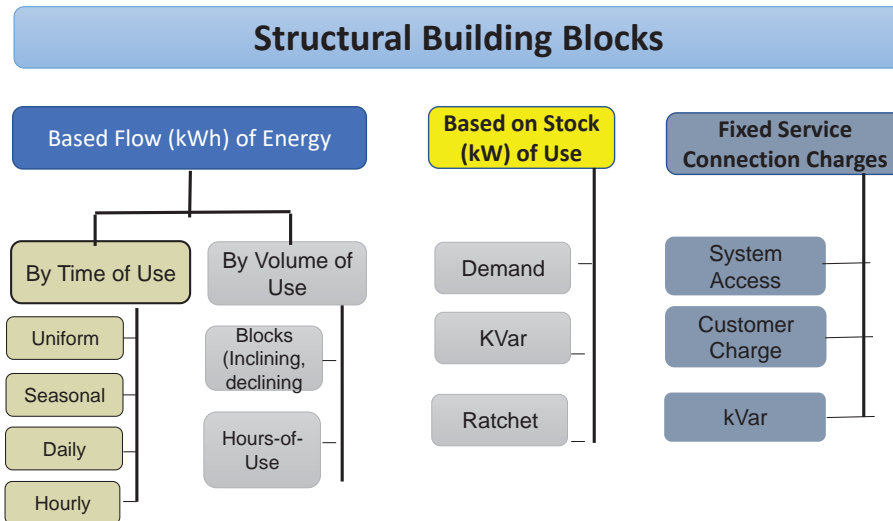 Structural Building Blocks
Based Flow (kWh) of Energy
By Time of Use
Uniform
Seasonal
Daily
Hourly
By Volume of
Use
Blocks
(Inclining,
declining
Hours-of-
Use
Based on Stock
(kW) of Use
Demand
KVar
Ratchet
Fixed Service
Connection Charges
System
Access
Customer
Charge
kVar